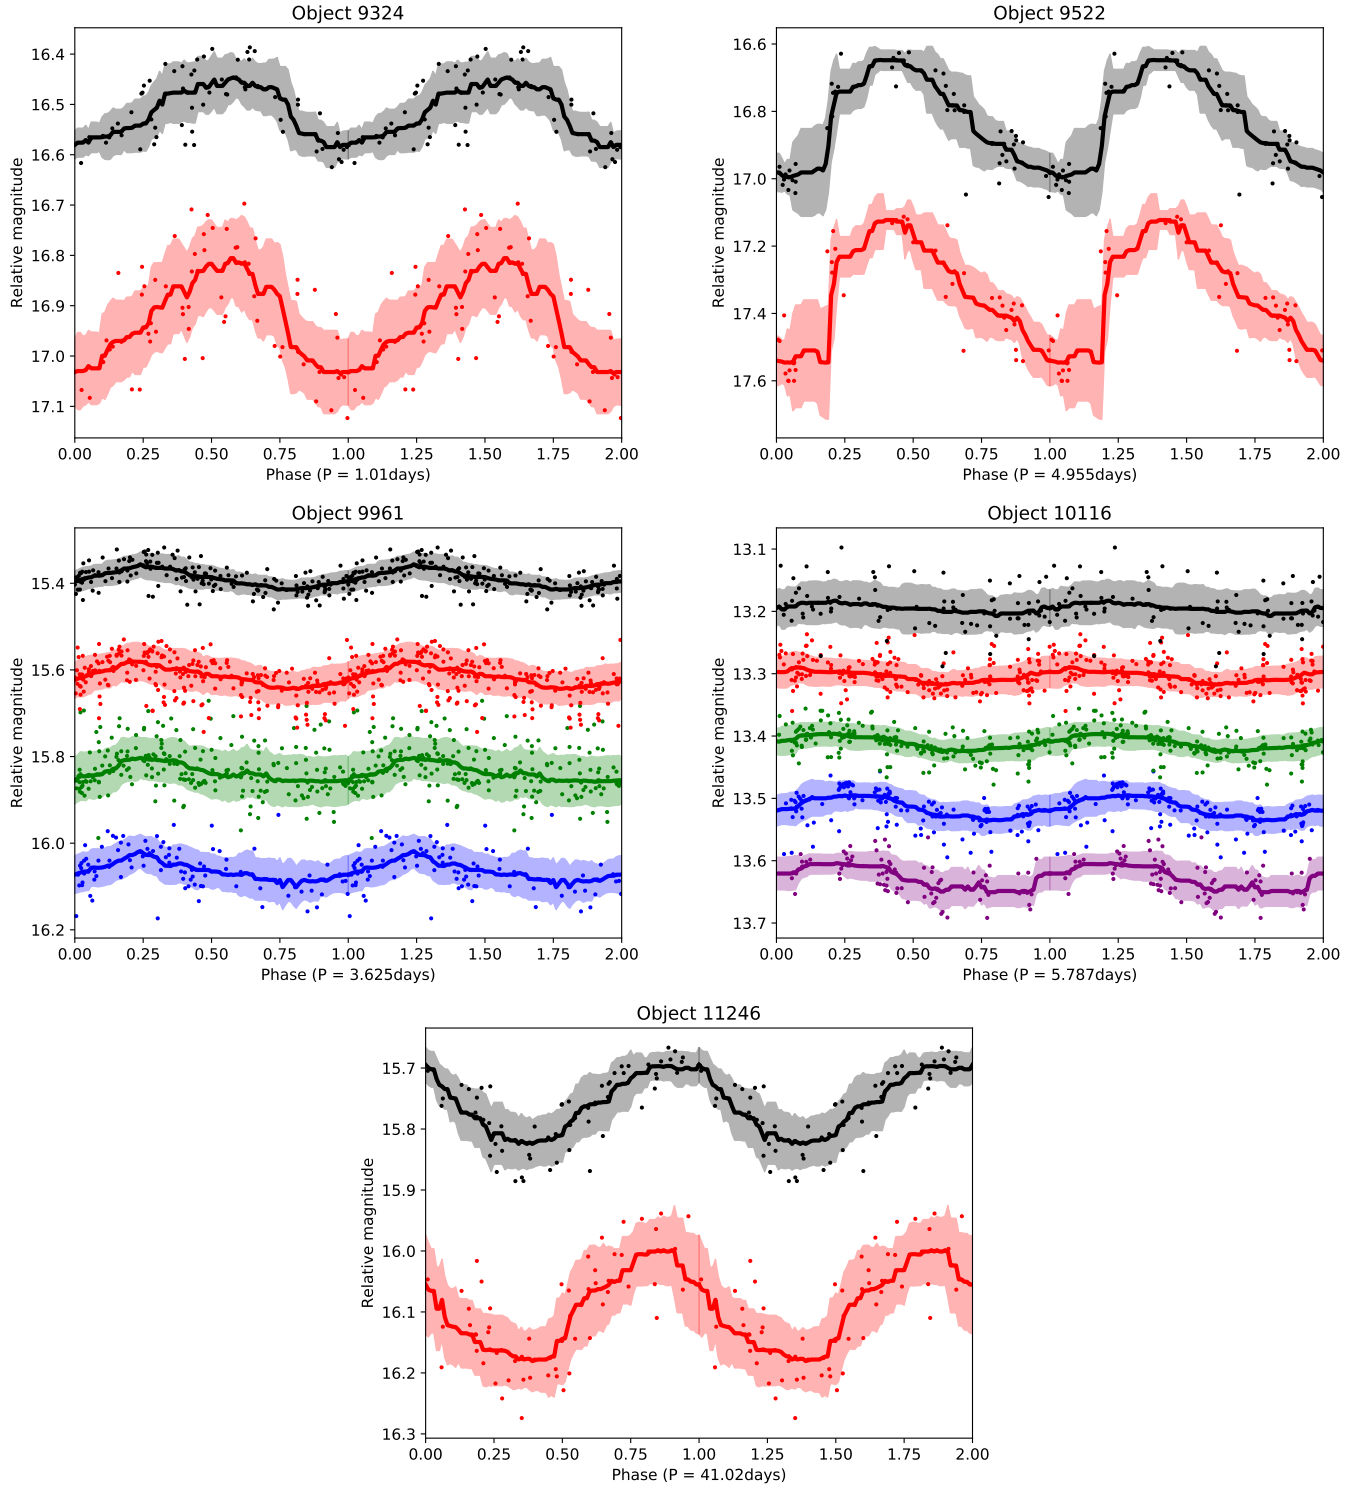 Object 9324
Relative magnitude
16.4
16.5
16.6
16.7
16.8
16.9
17.0
17.1
0.00 0.25 0.50 0.75 1.00 1.25 1.50 1.75 2.00
Phase (P = 1.01days)
Object 9522
Relative magnitude
16.6
16.8
17.0
17.2
17.4
17.6
0.00 0.25 0.50 0.75 1.00 1.25 1.50 1.75 2.00
Phase (P = 4.955days)
Object 9961
Relative magnitude
15.4
15.6
15.8
16.0
16.2
0.00 0.25 0.50 0.75 1.00 1.25 1.50 1.75 2.00
Phase (P = 3.625days)
Object 10116
Relative magnitude
13.1
13.2
13.3
13.4
13.5
13.6
13.7
0.00 0.25 0.50 0.75 1.00 1.25 1.50 1.75 2.00
Phase (P = 5.787days)
Object 11246
Relative magnitude
15.7
15.8
15.9
16.0
16.1
16.2
16.3
0.00 0.25 0.50 0.75 1.00 1.25 1.50 1.75 2.00
Phase (P = 41.02days)